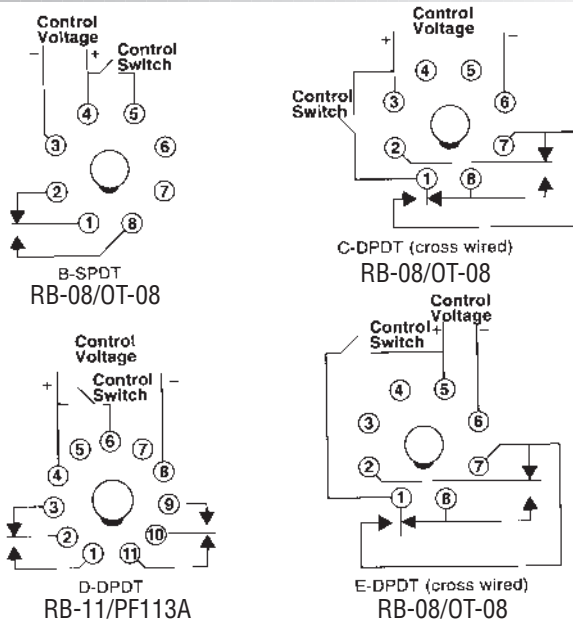 Control
Voltage
−
+
Control
Switch
4
5
3
6
2
7
1
8
B-SPDT
RB-08/OT-08
Control
Voltage
+
−
4
5
Control
Switch
3
6
2
7
1
8
C-DPDT (cross wired)
RB-08/OT-08
Control
Voltage
+
Control
Switch
−
6
5
7
4
8
3
9
2
10
1
11
D-DPDT
RB-11/PF113A
Control
Voltage
Control
Switch
+
−
4
5
3
6
2
7
1
8
E-DPDT (cross wired)
RB-08/OT-08